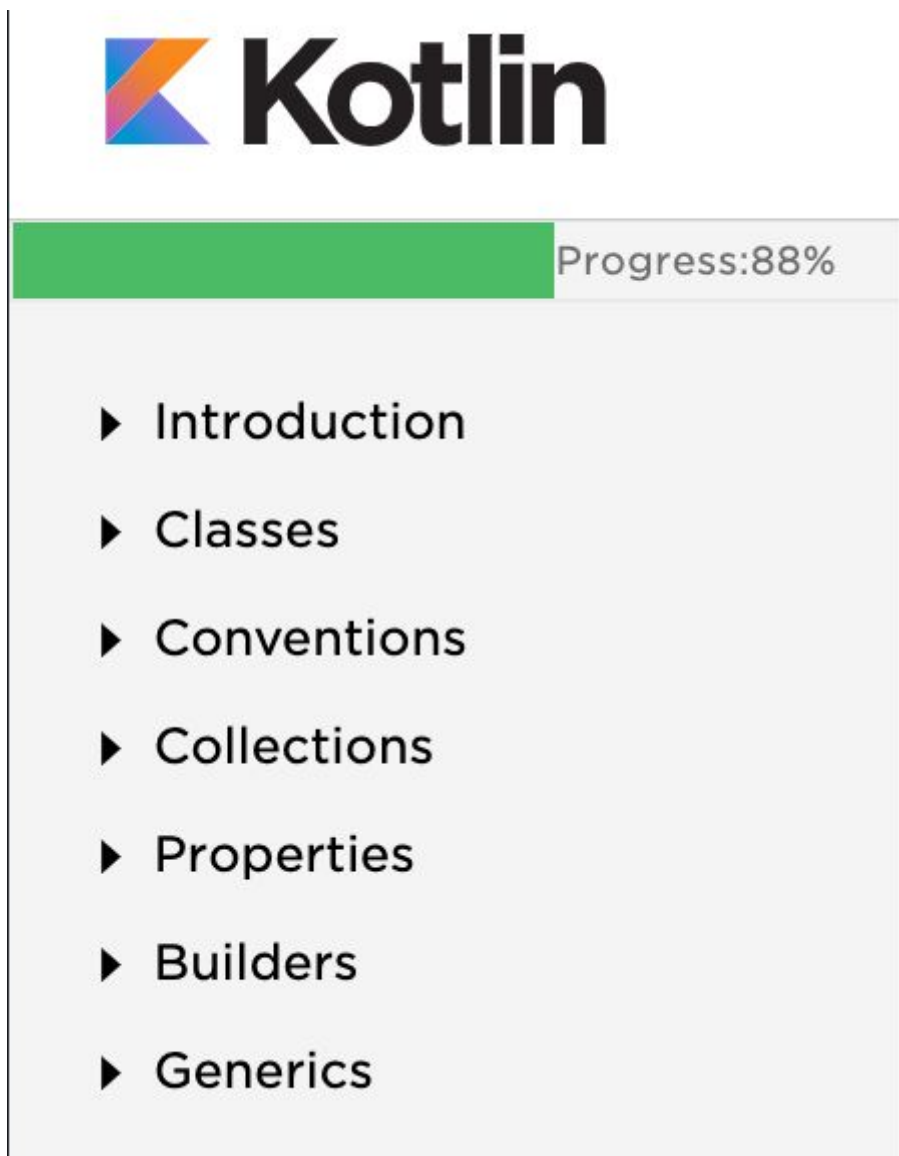 Kotlin
Progress:88%
Introduction
Classes
Conventions
Collections
Properties
Builders
Generics